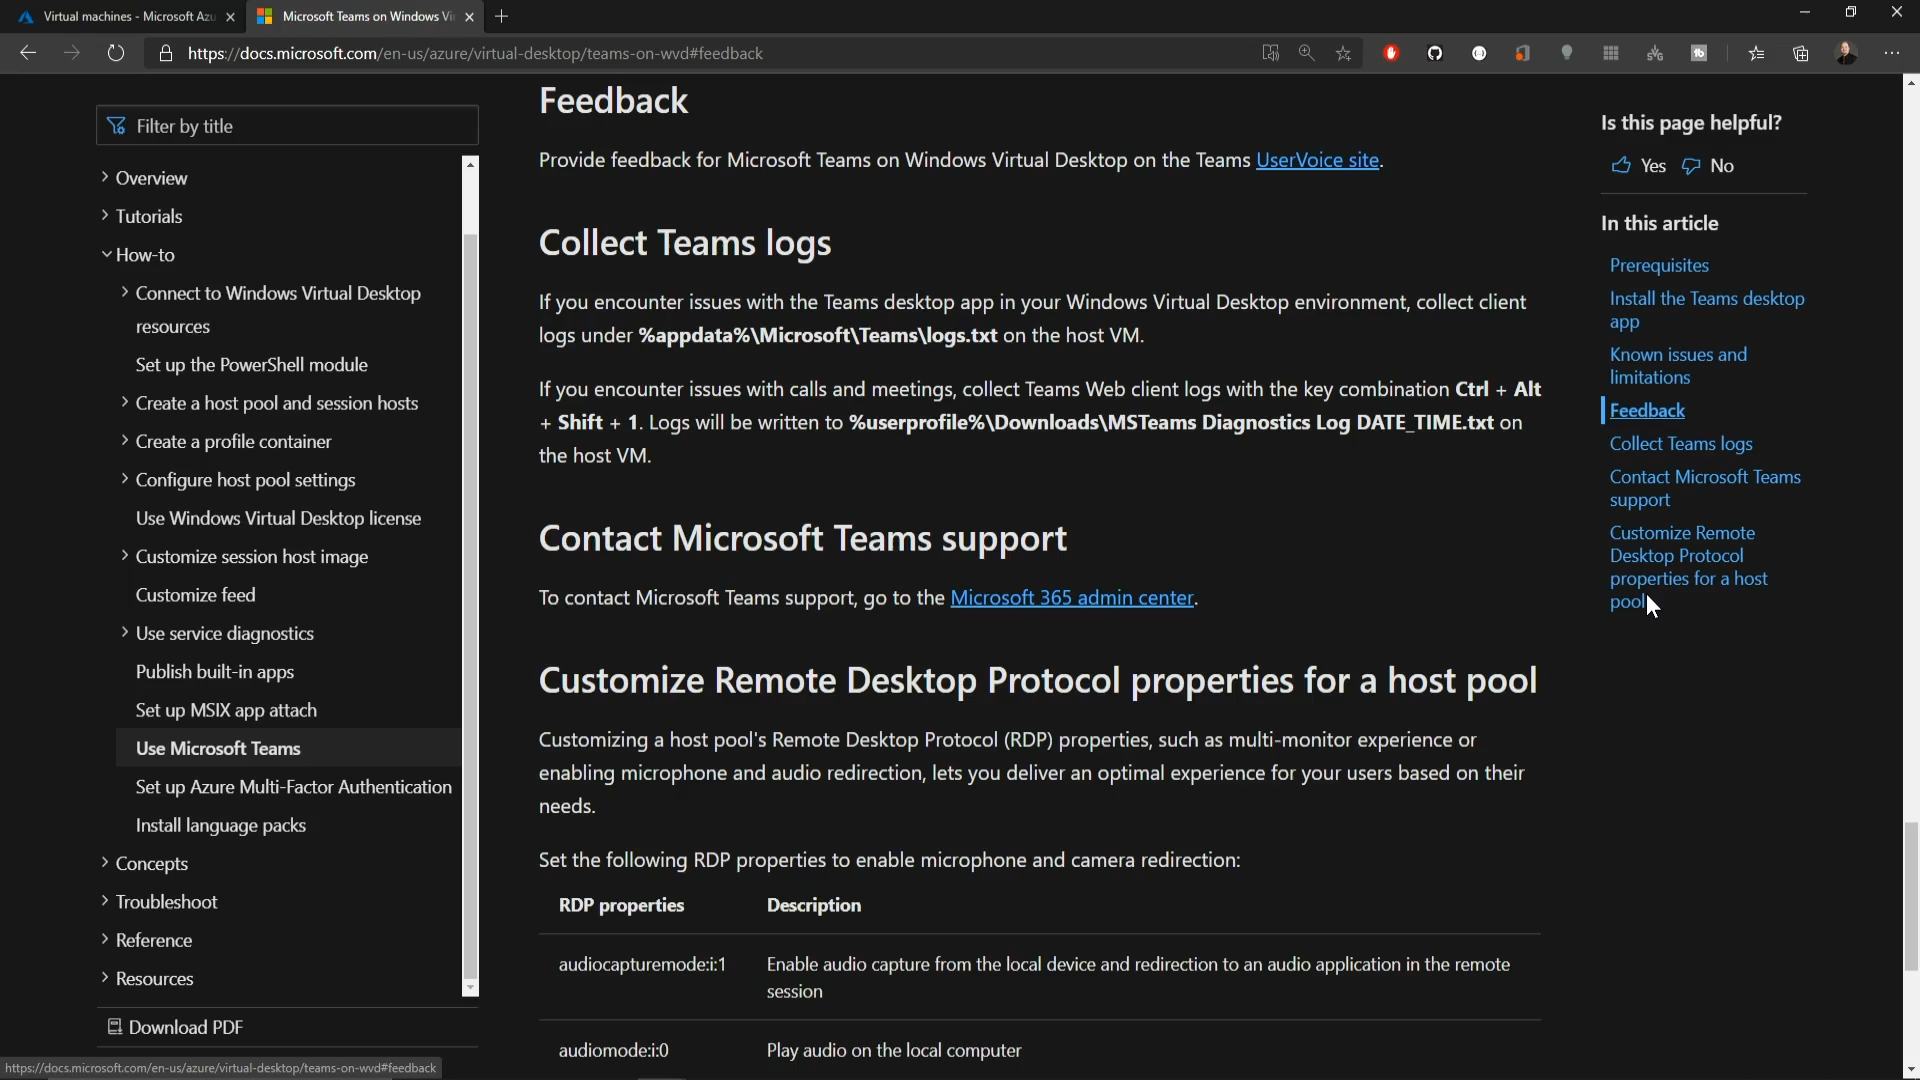 Virtual machines - Microsoft Azu
Microsoft Teams on Windows Vi
https://docs.microsoft.com/en-us/azure/virtual-desktop/teams-on-wvd#feedback
Filter by title
Overview
Tutorials
How-to
Connect to Windows Virtual Desktop
resources
Set up the PowerShell module
Create a host pool and session hosts
Create a profile container
Configure host pool settings
Use Windows Virtual Desktop license
Customize session host image
Customize feed
Use service diagnostics
Publish built-in apps
Set up MSIX app attach
Use Microsoft Teams
Set up Azure Multi-Factor Authentication
Install language packs
Concepts
Troubleshoot
Reference
Resources
Download PDF
Feedback
Provide feedback for Microsoft Teams on Windows Virtual Desktop on the Teams UserVoice site.
Collect Teams logs
If you encounter issues with the Teams desktop app in your Windows Virtual Desktop environment, collect client
logs under %appdata%\Microsoft\Teams\logs.txt on the host VM.
If you encounter issues with calls and meetings, collect Teams Web client logs with the key combination Ctrl + Alt
+ Shift + 1. Logs will be written to %userprofile%\Downloads\MSTeams Diagnostics Log DATE_TIME.txt on
the host VM.
Contact Microsoft Teams support
To contact Microsoft Teams support, go to the Microsoft 365 admin center.
Customize Remote Desktop Protocol properties for a host pool
Customizing a host pool's Remote Desktop Protocol (RDP) properties, such as multi-monitor experience or
enabling microphone and audio redirection, lets you deliver an optimal experience for your users based on their
needs.
Set the following RDP properties to enable microphone and camera redirection:
RDP properties Description
audiocapturemode:i:1 Enable audio capture from the local device and redirection to an audio application in the remote
session
audiomode:i:0 Play audio on the local computer
Is this page helpful?
Yes No
In this article
Prerequisites
Install the Teams desktop
app
Known issues and
limitations
Feedback
Collect Teams logs
Contact Microsoft Teams
support
Customize Remote
Desktop Protocol
properties for a host
pool
https://docs.microsoft.com/en-us/azure/virtual-desktop/teams-on-wvd#feedback